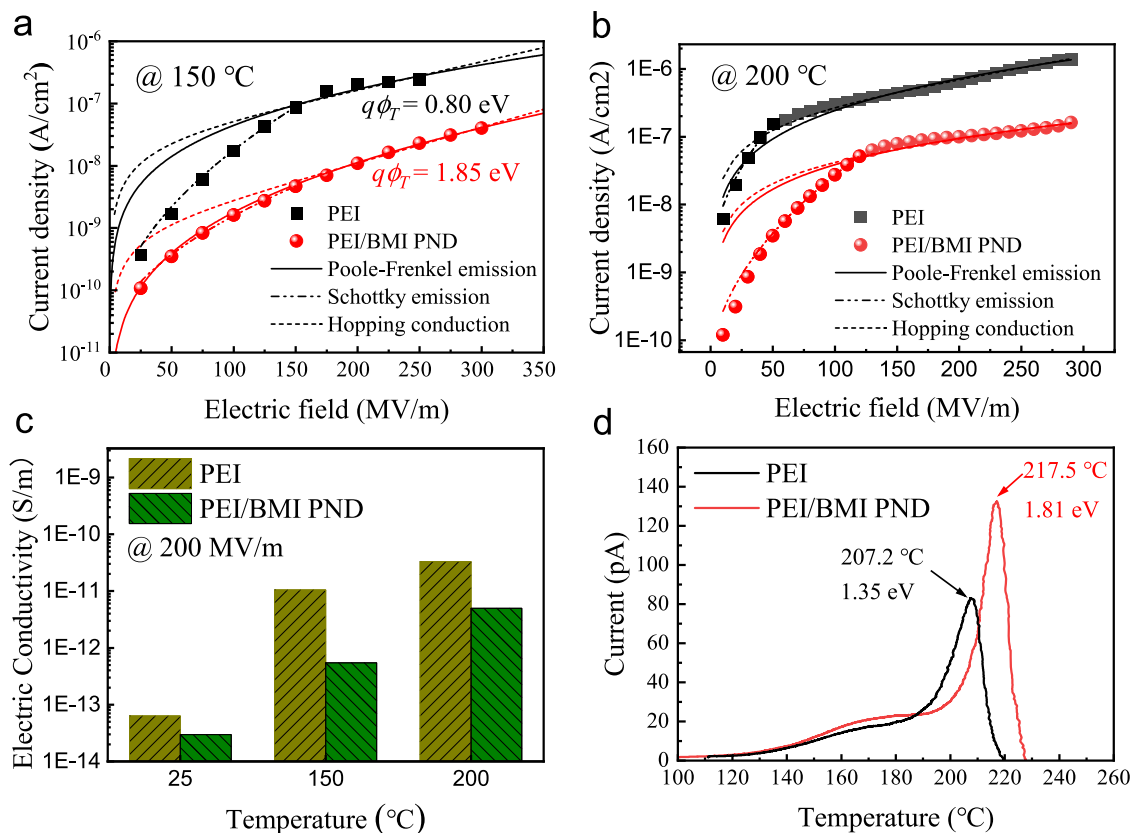 a
Current density (A/cm²)
10⁻⁶
10⁻⁷
10⁻⁸
10⁻⁹
10⁻¹⁰
10⁻¹¹
@ 150 °C
qϕ_T = 0.80 eV
qϕ_T = 1.85 eV
PEI
PEI/BMI PND
Poole-Frenkel emission
Schottky emission
Hopping conduction
0 50 100 150 200 250 300 350
Electric field (MV/m)
b
Current density (A/cm2)
1E-6
1E-7
1E-8
1E-9
1E-10
@ 200 °C
PEI
PEI/BMI PND
Poole-Frenkel emission
Schottky emission
Hopping conduction
0 50 100 150 200 250 300
Electric field (MV/m)
c
Electric Conductivity (S/m)
1E-9
1E-10
1E-11
1E-12
1E-13
1E-14
PEI
PEI/BMI PND
@ 200 MV/m
25 150 200
Temperature (°C)
d
Current (pA)
160
140
120
100
80
60
40
20
0
PEI
PEI/BMI PND
217.5 °C
1.81 eV
207.2 °C
1.35 eV
100 120 140 160 180 200 220 240 260
Temperature (°C)